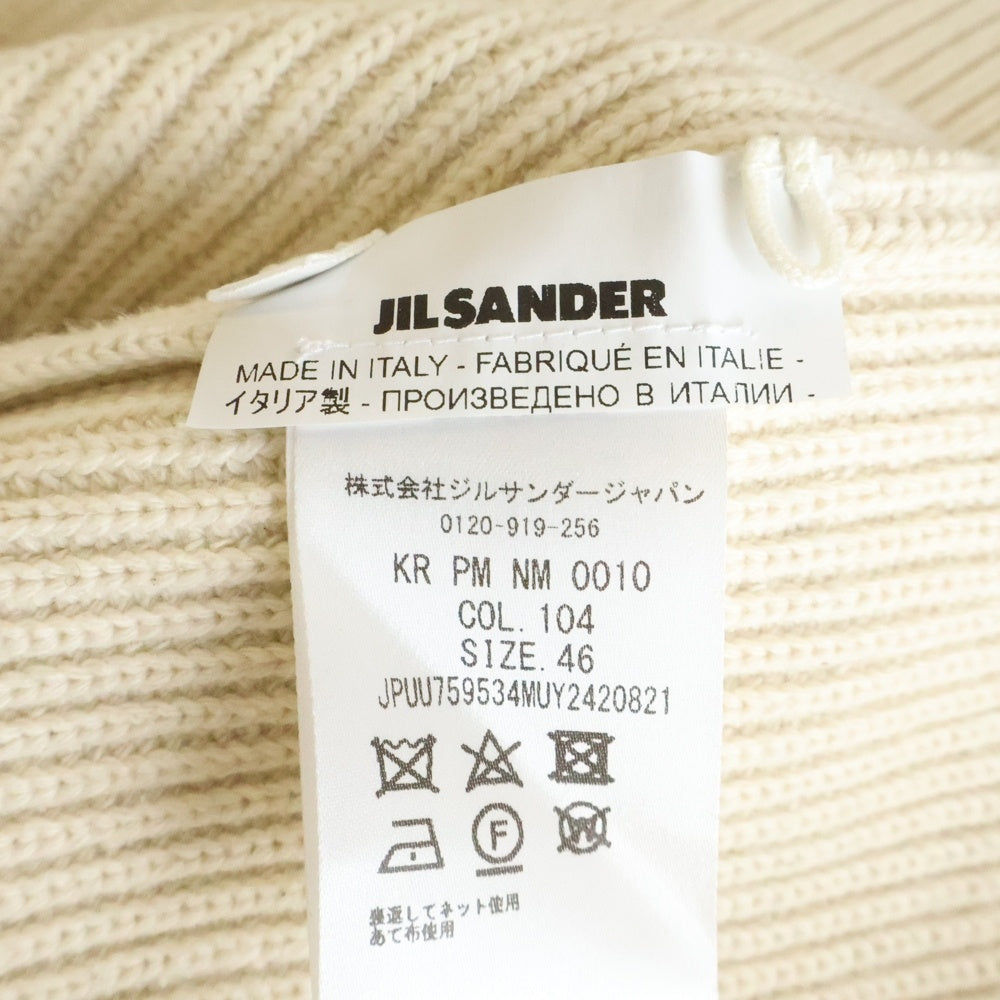 JIL SANDER
MADE IN ITALY - FABRIQUÉ EN ITALIE -
イタリア製 - ПРОИЗВЕДЕНО В ИТАЛИИ -
株式会社ジルサンダージャパン
0120-919-256
KR PM NM 0010
COL. 104
SIZE. 46
JPUU759534MUY2420821
F
W
裏返してネット使用
あて布使用